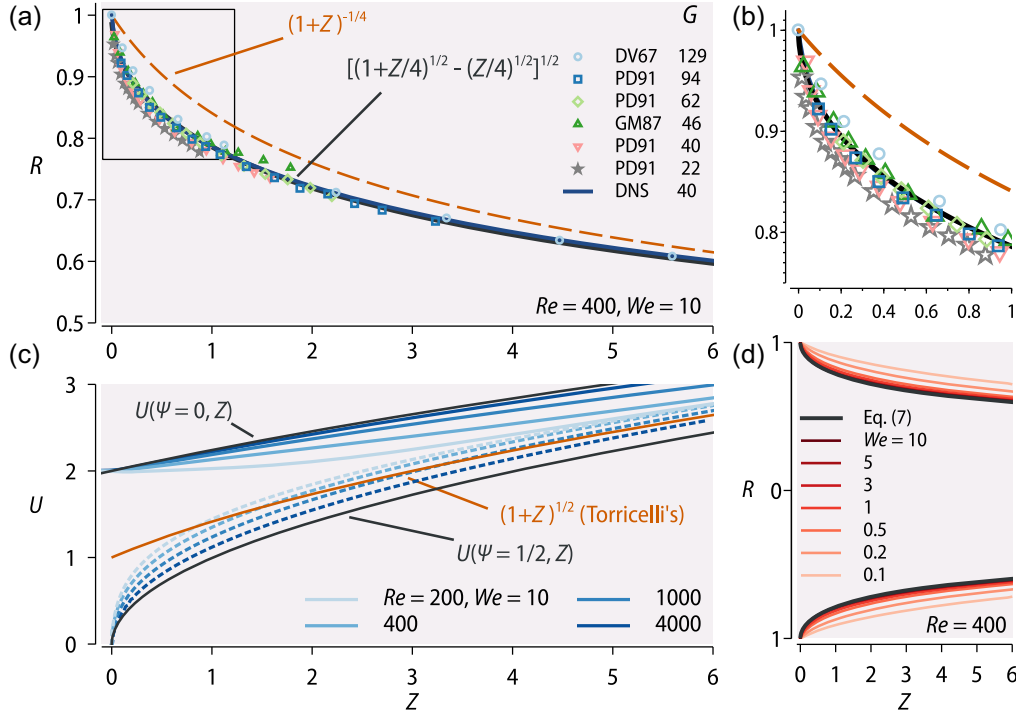 (a)
1
0.9
0.8
0.7
0.6
0.5
R
0 1 2 3 4 5 6
(1+Z)^{-1/4}
[(1+Z/4)^{1/2} - (Z/4)^{1/2}]^{1/2}
G
DV67 129
PD91 94
PD91 62
GM87 46
PD91 40
PD91 22
DNS 40
Re = 400, We = 10
(b)
1
0.9
0.8
0 0.2 0.4 0.6 0.8 1
(c)
3
2
1
0
U
U(Ψ = 0, Z)
(1+Z)^{1/2} (Torricelli's)
U(Ψ = 1/2, Z)
Re = 200, We = 10
400
1000
4000
0 1 2 3 4 5 6
Z
(d)
1
0
1
R
Eq. (7)
We = 10
5
3
1
0.5
0.2
0.1
Re = 400
0 1 2 3 4 5 6
Z